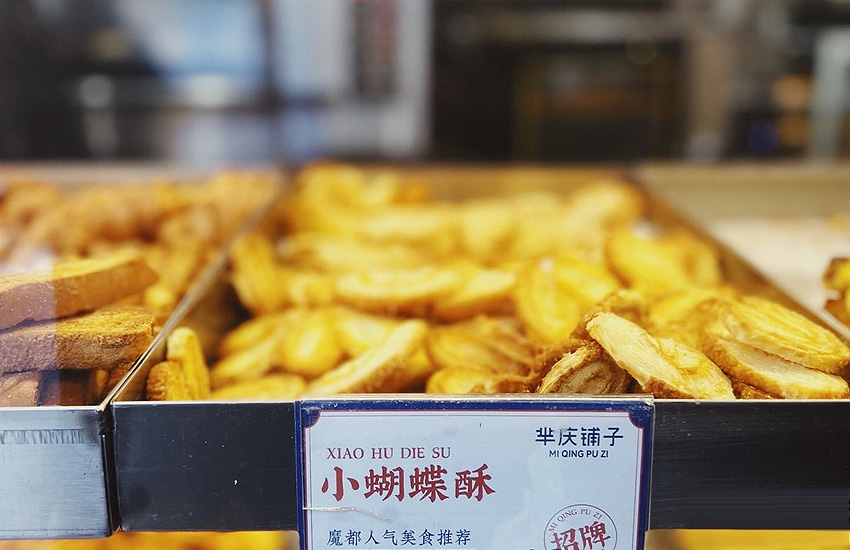 XIAO HU DIE SU
芈庆铺子
MI QING PU ZI
小蝴蝶酥
魔都人气美食推荐
MI QING PU ZI
招牌